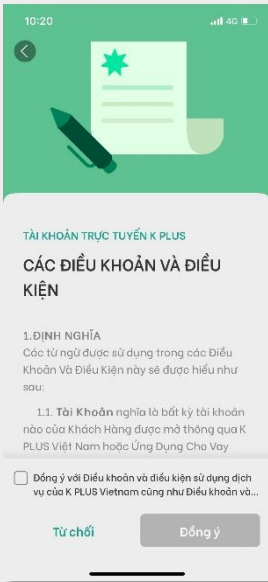 10:20
4G
TÀI KHOẢN TRỰC TUYẾN K PLUS
CÁC ĐIỀU KHOẢN VÀ ĐIỀU
KIỆN
1.ĐỊNH NGHĨA
Các từ ngữ được sử dụng trong các Điều
Khoản Và Điều Kiện này sẽ được hiểu như
sau:
1.1. Tài Khoản nghĩa là bất kỳ tài khoản
nào của Khách Hàng được mở thông qua K
PLUS Việt Nam hoặc Ứng Dụng Cho Vay
Đồng ý với Điều khoản và điều kiện sử dụng dịch
vụ của K PLUS Vietnam cũng như Điều khoản và...
Từ chối
Đồng ý